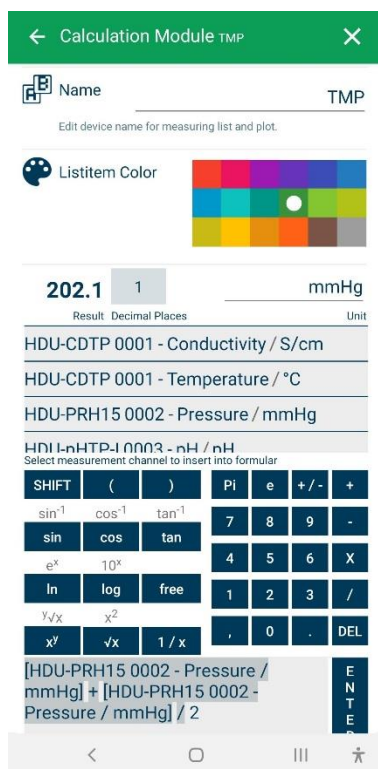 Calculation Module TMP
Name
TMP
Edit device name for measuring list and plot.
Listitem Color
202.1 1 mmHg
Result Decimal Places Unit
HDU-CDTP 0001 - Conductivity / S/cm
HDU-CDTP 0001 - Temperature / °C
HDU-PRH15 0002 - Pressure / mmHg
HDU-pHTP-I 0003 - pH / pH
Select measurement channel to insert into formular
SHIFT ( ) Pi e +/- +
sin-1 cos-1 tan-1
7 8 9 -
sin cos tan
ex 10x
4 5 6 X
ln log free
1 2 3 /
y√x x2
xy √x 1/x , 0 . DEL
[HDU-PRH15 0002 - Pressure /
mmHg] + [HDU-PRH15 0002 -
Pressure / mmHg] / 2
ENTER